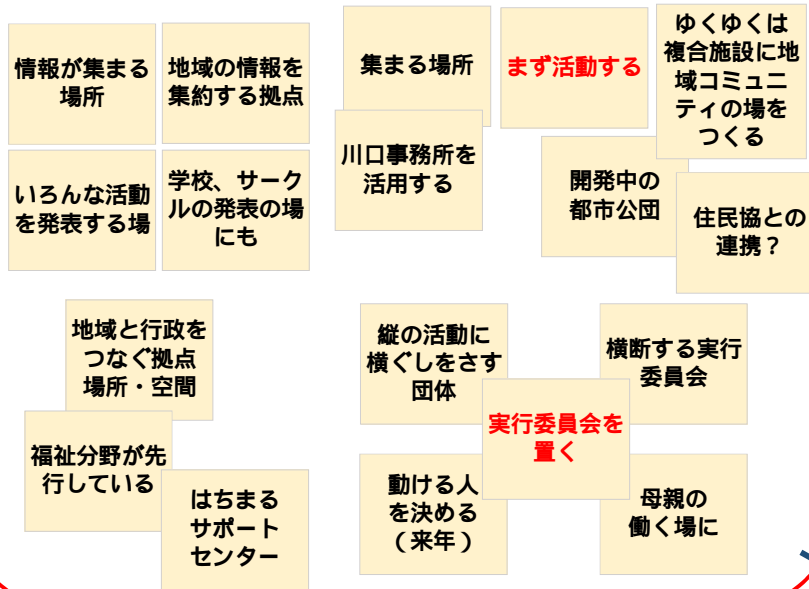 情報が集まる
場所
地域の情報を
集約する拠点
いろんな活動
を発表する場
学校、サーク
ルの発表の場
にも
集まる場所
川口事務所を
活用する
まず活動する
ゆくゆくは
複合施設に地
域コミュニ
ティの場を
つくる
開発中の
都市公団
住民協との
連携？
地域と行政を
つなぐ拠点
場所・空間
福祉分野が先
行している
はちまる
サポート
センター
縦の活動に
横ぐしをさす
団体
横断する実行
委員会
実行委員会を
置く
動ける人
を決める
（来年）
母親の
働く場に